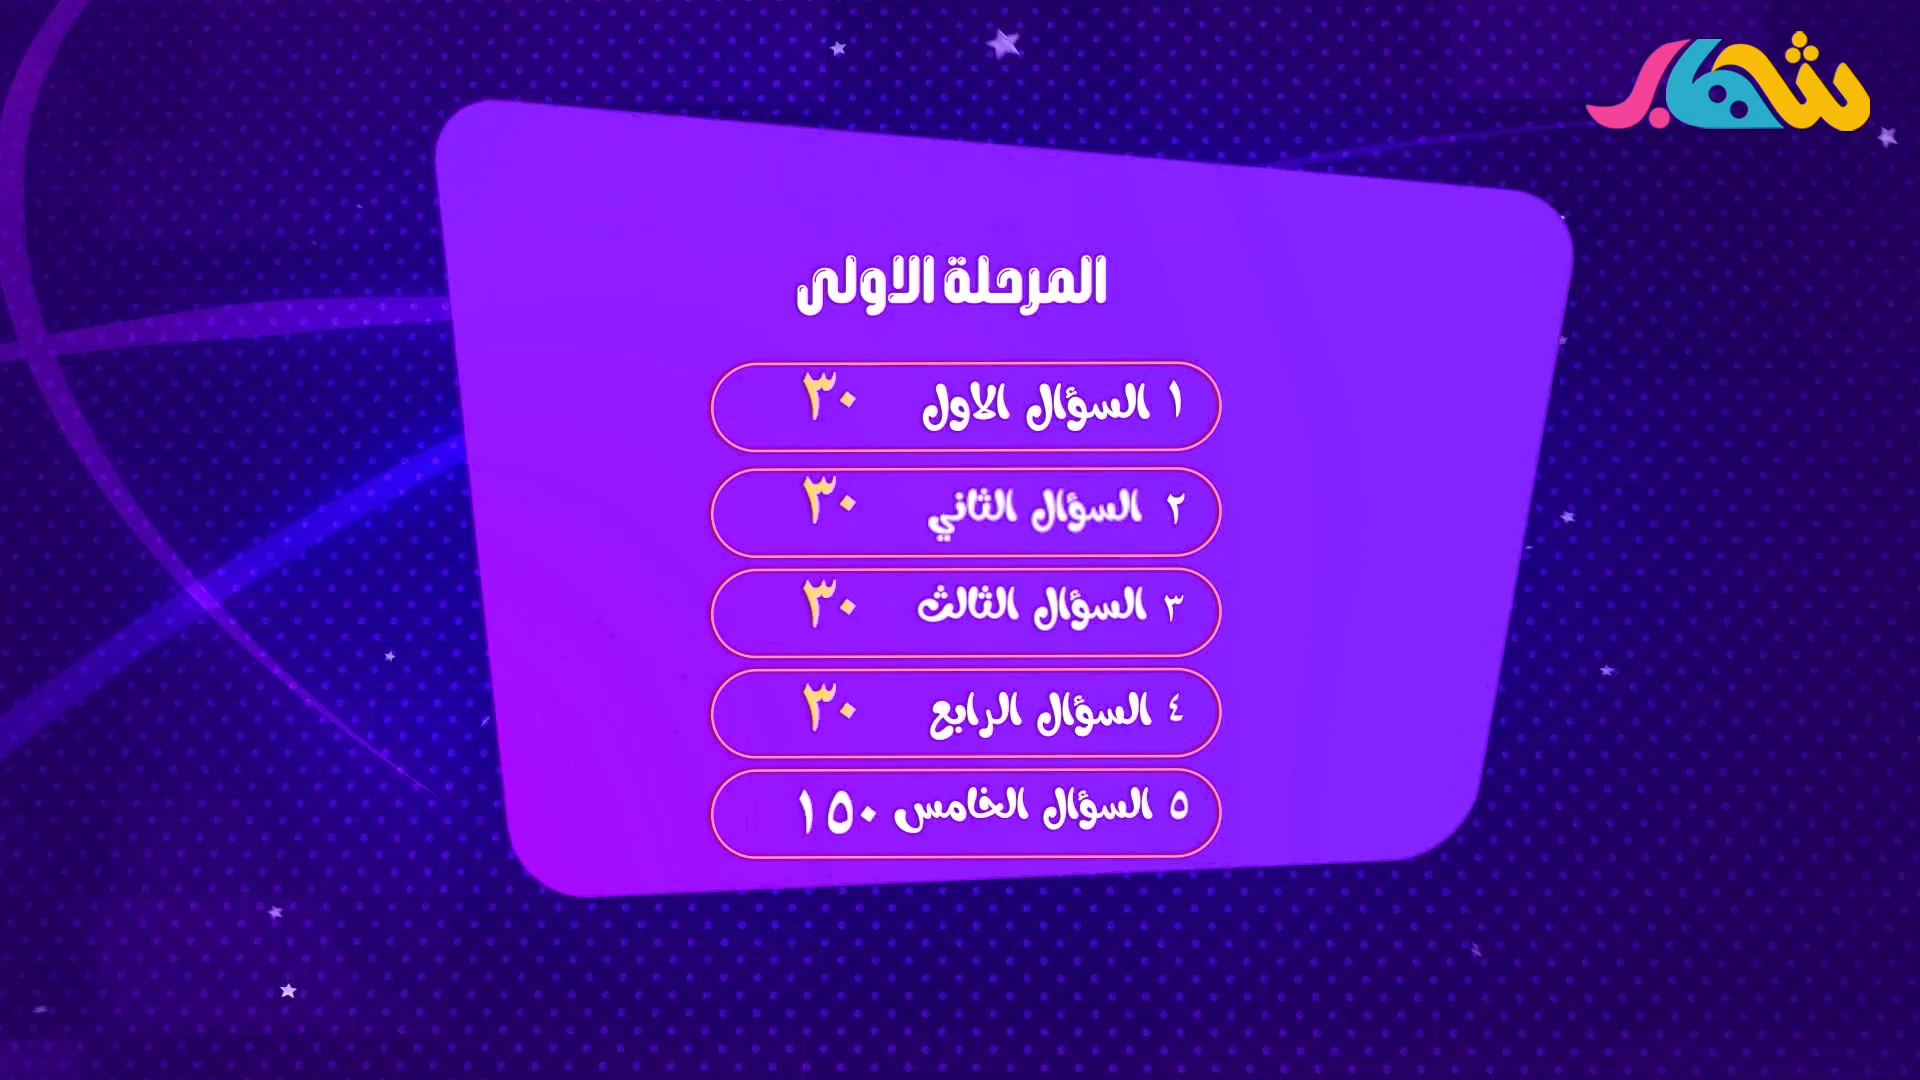 المرحلة الاولى
١ السؤال الاول ٣٠
٢ السؤال الثاني ٣٠
٣ السؤال الثالث ٣٠
٤ السؤال الرابع ٣٠
٥ السؤال الخامس ١٥٠